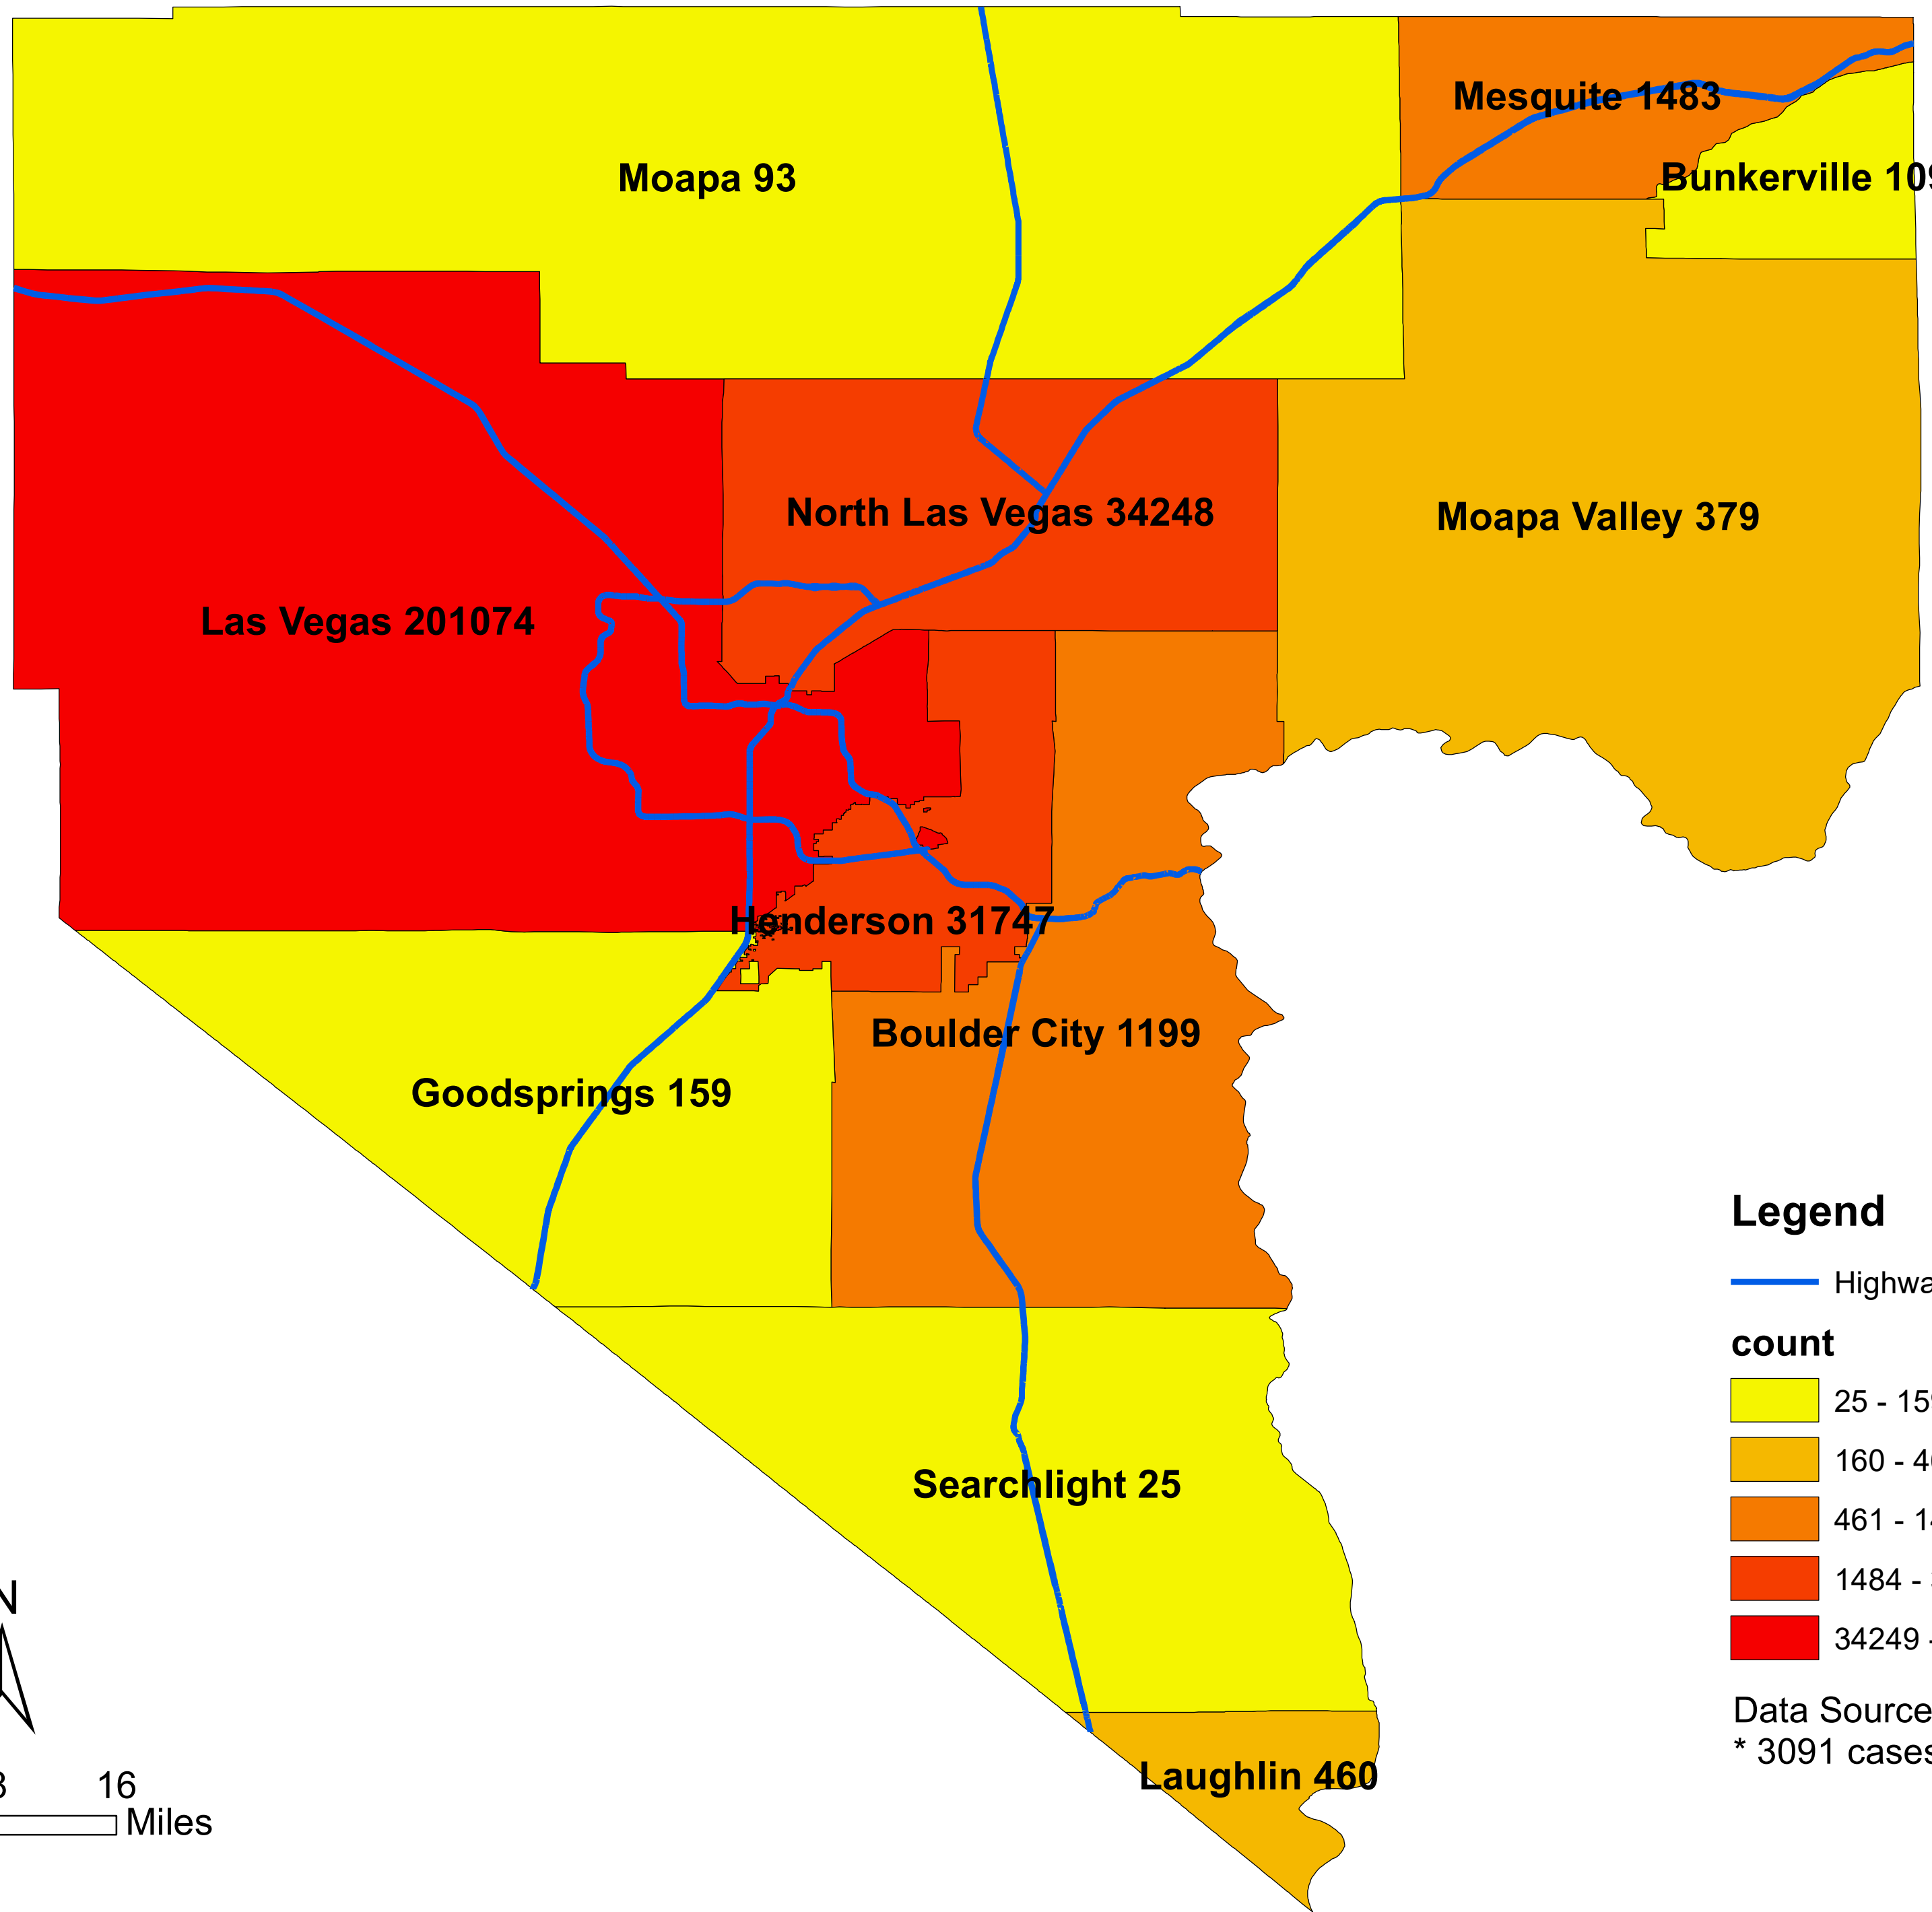 Mesquite 1483
Moapa 93
Bunkerville 109
North Las Vegas 34248
Moapa Valley 379
Las Vegas 201074
Henderson 31747
Boulder City 1199
Goodsprings 159
Legend
count
25 - 15
Searchlight 25
160 -
461 -
1484 -
N
34249 -
Data Source
* 3091 cases
Laughlin 460
16
Miles